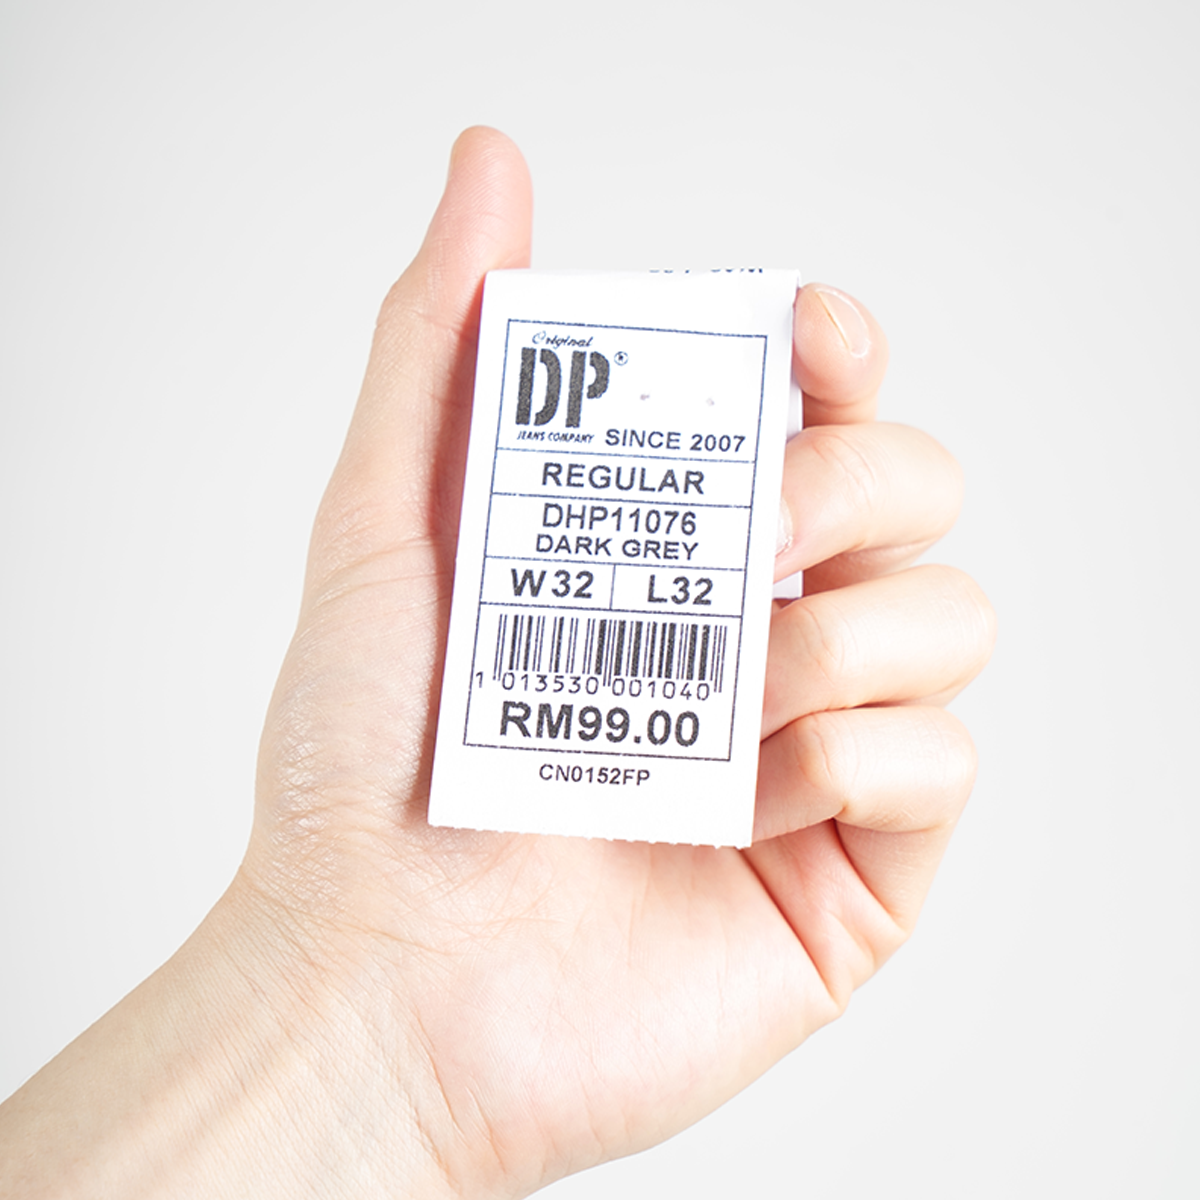 Original
DP®
JEANS COMPANY SINCE 2007
REGULAR
DHP11076
DARK GREY
W32 L32
1 013530 001040
RM99.00
CN0152FP